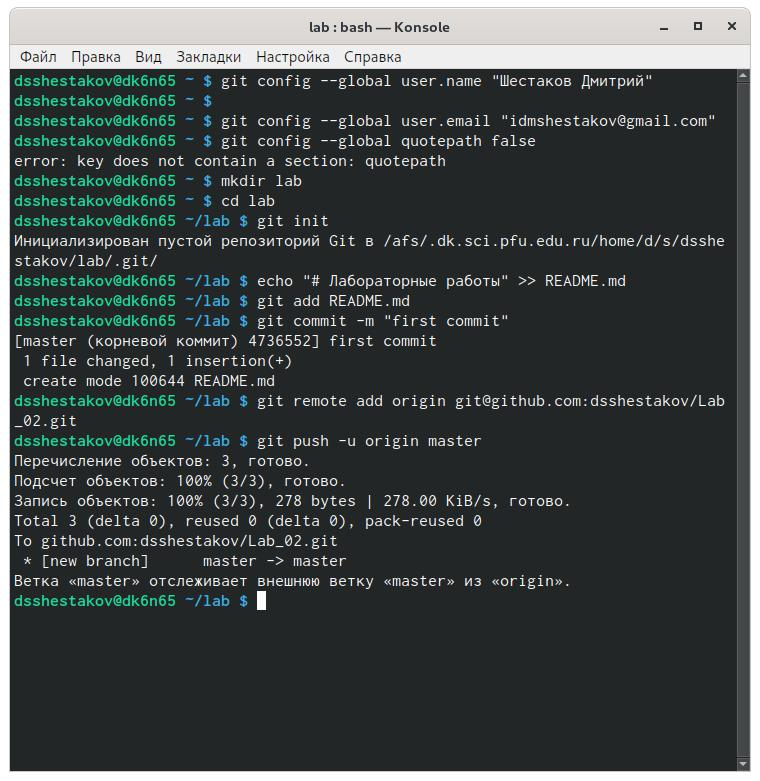 lab : bash — Konsole
Файл Правка Вид Закладки Настройка Справка
dsshestakov@dk6n65 ~ $ git config --global user.name "Шестаков Дмитрий"
dsshestakov@dk6n65 ~ $
dsshestakov@dk6n65 ~ $ git config --global user.email "idmshestakov@gmail.com"
dsshestakov@dk6n65 ~ $ git config --global quotepath false
error: key does not contain a section: quotepath
dsshestakov@dk6n65 ~ $ mkdir lab
dsshestakov@dk6n65 ~ $ cd lab
dsshestakov@dk6n65 ~/lab $ git init
Инициализирован пустой репозиторий Git в /afs/.dk.sci.pfu.edu.ru/home/d/s/dsshe
stakov/lab/.git/
dsshestakov@dk6n65 ~/lab $ echo "# Лабораторные работы" >> README.md
dsshestakov@dk6n65 ~/lab $ git add README.md
dsshestakov@dk6n65 ~/lab $ git commit -m "first commit"
[master (корневой коммит) 4736552] first commit
 1 file changed, 1 insertion(+)
 create mode 100644 README.md
dsshestakov@dk6n65 ~/lab $ git remote add origin git@github.com:dsshestakov/Lab
_02.git
dsshestakov@dk6n65 ~/lab $ git push -u origin master
Перечисление объектов: 3, готово.
Подсчет объектов: 100% (3/3), готово.
Запись объектов: 100% (3/3), 278 bytes | 278.00 KiB/s, готово.
Total 3 (delta 0), reused 0 (delta 0), pack-reused 0
To github.com:dsshestakov/Lab_02.git
 * [new branch]      master -> master
Ветка «master» отслеживает внешнюю ветку «master» из «origin».
dsshestakov@dk6n65 ~/lab $